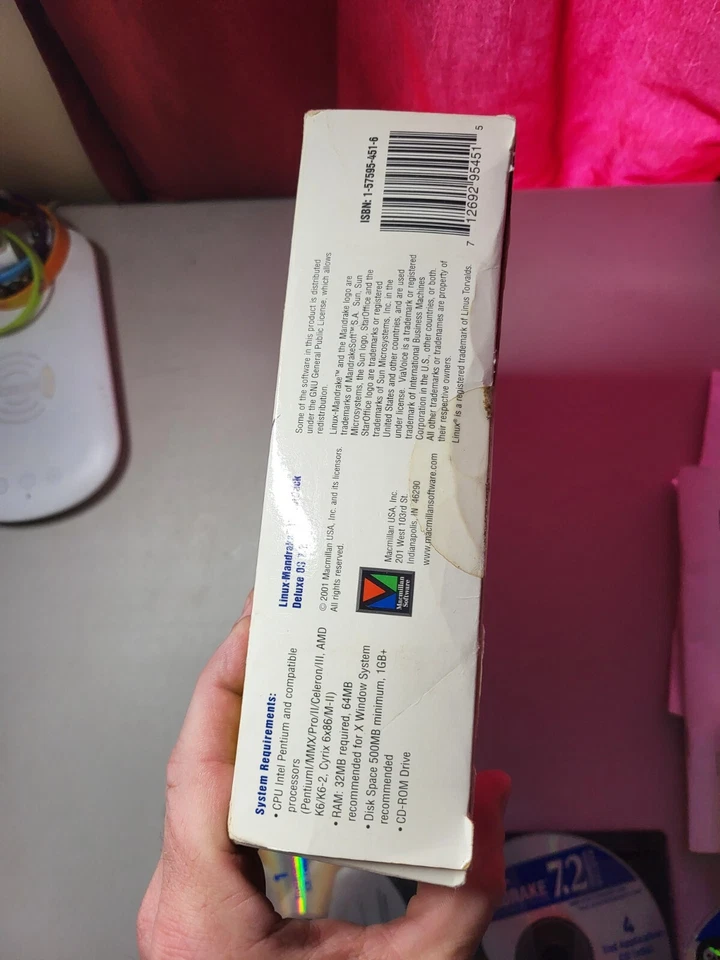 System Requirements:
• CPU Intel Pentium and compatible
processors
(PentiumI/MMX/Pro/II/Celeron/III, AMD
K6/K6-2, Cyrix 6x86/M-II)
• RAM: 32MB required, 64MB
recommended for X Window System
• Disk Space 500MB minimum, 1GB+
recommended
• CD-ROM Drive
Linux-Mandrake
Deluxe OS
© 2001 Macmillan USA, Inc. and its licensors.
All rights reserved.
Macmillan
Software
Macmillan USA, Inc.
201 West 103rd St.
Indianapolis, IN 46290
www.macmillansoftware.com
Some of the software in this product is distributed
under the GNU General Public License, which allows
redistribution.
Linux-Mandrake™ and the Mandrake logo are
trademarks of MandrakeSoft™ S.A. Sun, Sun
Microsystems, the Sun logo, StarOffice and the
StarOffice logo are trademarks or registered
trademarks of Sun Microsystems, Inc. in the
United States and other countries, and are used
under license. ViaVoice is a trademark or registered
trademark of International Business Machines
Corporation in the U.S., other countries, or both.
All other trademarks or tradenames are property of
their respective owners.
Linux® is a registered trademark of Linus Torvalds.
ISBN: 1-57595-451-6
7 12692 95451 5
DRAKE 7.2
4